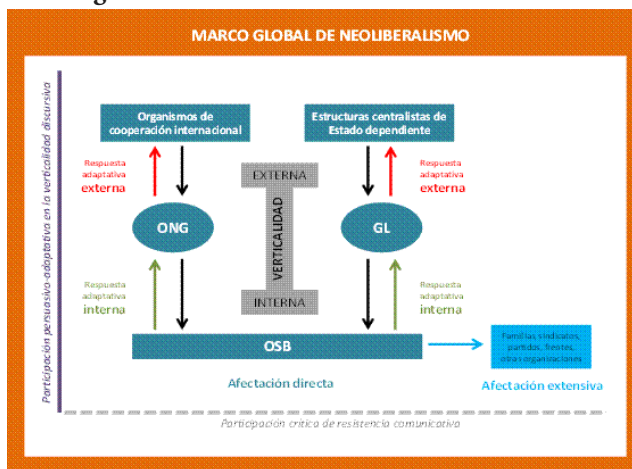 MARCO GLOBAL DE NEOLIBERALISMO
Participación persuasivo-adaptativa en la verticalidad discursiva
Organismos de
cooperación internacional
Estructuras centralistas de
Estado dependiente
Respuesta
adaptativa
externa
EXTERNA
Respuesta
adaptativa
externa
ONG
VERTICALIDAD
GL
Respuesta
adaptativa
interna
INTERNA
Respuesta
adaptativa
interna
OSB
Familias, sindicatos,
partidos, frentes,
otras organizaciones
Afectación directa
Afectación extensiva
Participación crítica de resistencia comunicativa